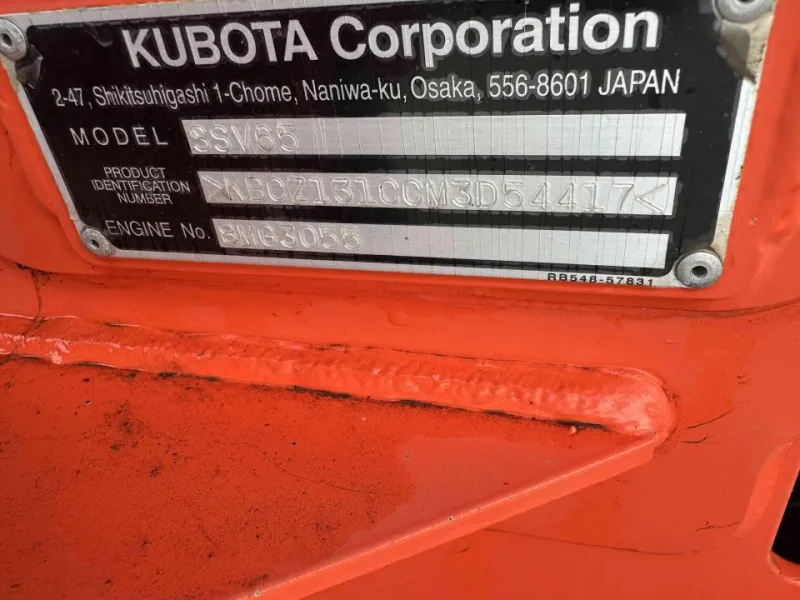 KUBOTA Corporation
2-47, Shikitsuhigashi 1-Chome, Naniwa-ku, Osaka, 556-8601 JAPAN
MODEL SSV65
PRODUCT
IDENTIFICATION
NUMBER >KBCZ131CCM3D54417<
ENGINE No. 8MG3055
RB548-57831